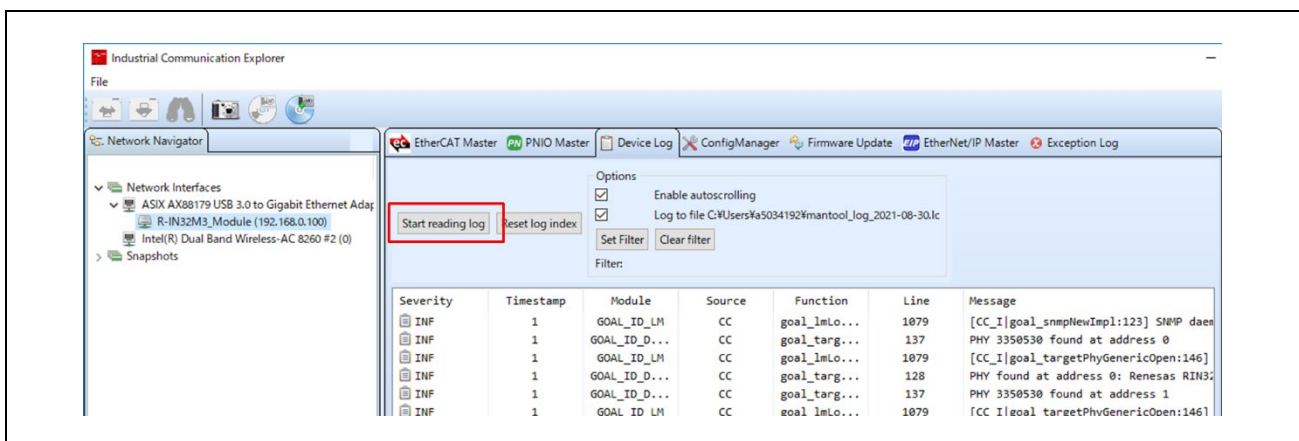 Industrial Communication Explorer
File
Network Navigator
EtherCAT Master PNIO Master Device Log ConfigManager Firmware Update EtherNet/IP Master Exception Log
Network Interfaces
ASIX AX88179 USB 3.0 to Gigabit Ethernet Adap
R-IN32M3_Module (192.168.0.100)
Intel(R) Dual Band Wireless-AC 8260 #2 (0)
Snapshots
Start reading log Reset log index
Options
Enable autoscrolling
Log to file C:¥Users¥a5034192¥mantool_log_2021-08-30.lc
Set Filter Clear filter
Filter:
Severity Timestamp Module Source Function Line Message
INF 1 GOAL_ID_LM CC goal_lmLo... 1079 [CC_I|goal_snmpNewImpl:123] SNMP daem
INF 1 GOAL_ID_D... CC goal_targ... 137 PHY 3350530 found at address 0
INF 1 GOAL_ID_LM CC goal_lmLo... 1079 [CC_I|goal_targetPhyGenericOpen:146]
INF 1 GOAL_ID_D... CC goal_targ... 128 PHY found at address 0: Renesas RIN32
INF 1 GOAL_ID_D... CC goal_targ... 137 PHY 3350530 found at address 1
INF 1 GOAL_ID_LM CC goal_lmLo... 1079 [CC_I|goal_targetPhyGenericOpen:146]